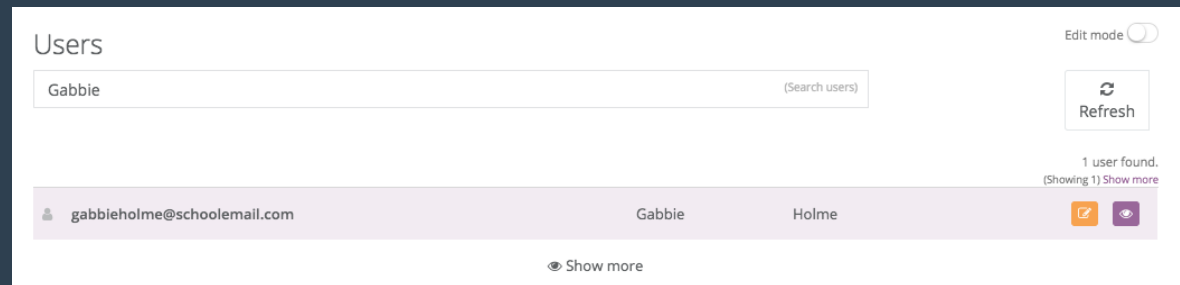 Users
Edit mode
Gabbie (Search users)
Refresh
1 user found.
(Showing 1) Show more
gabbieholme@schoolemail.com Gabbie Holme
Show more